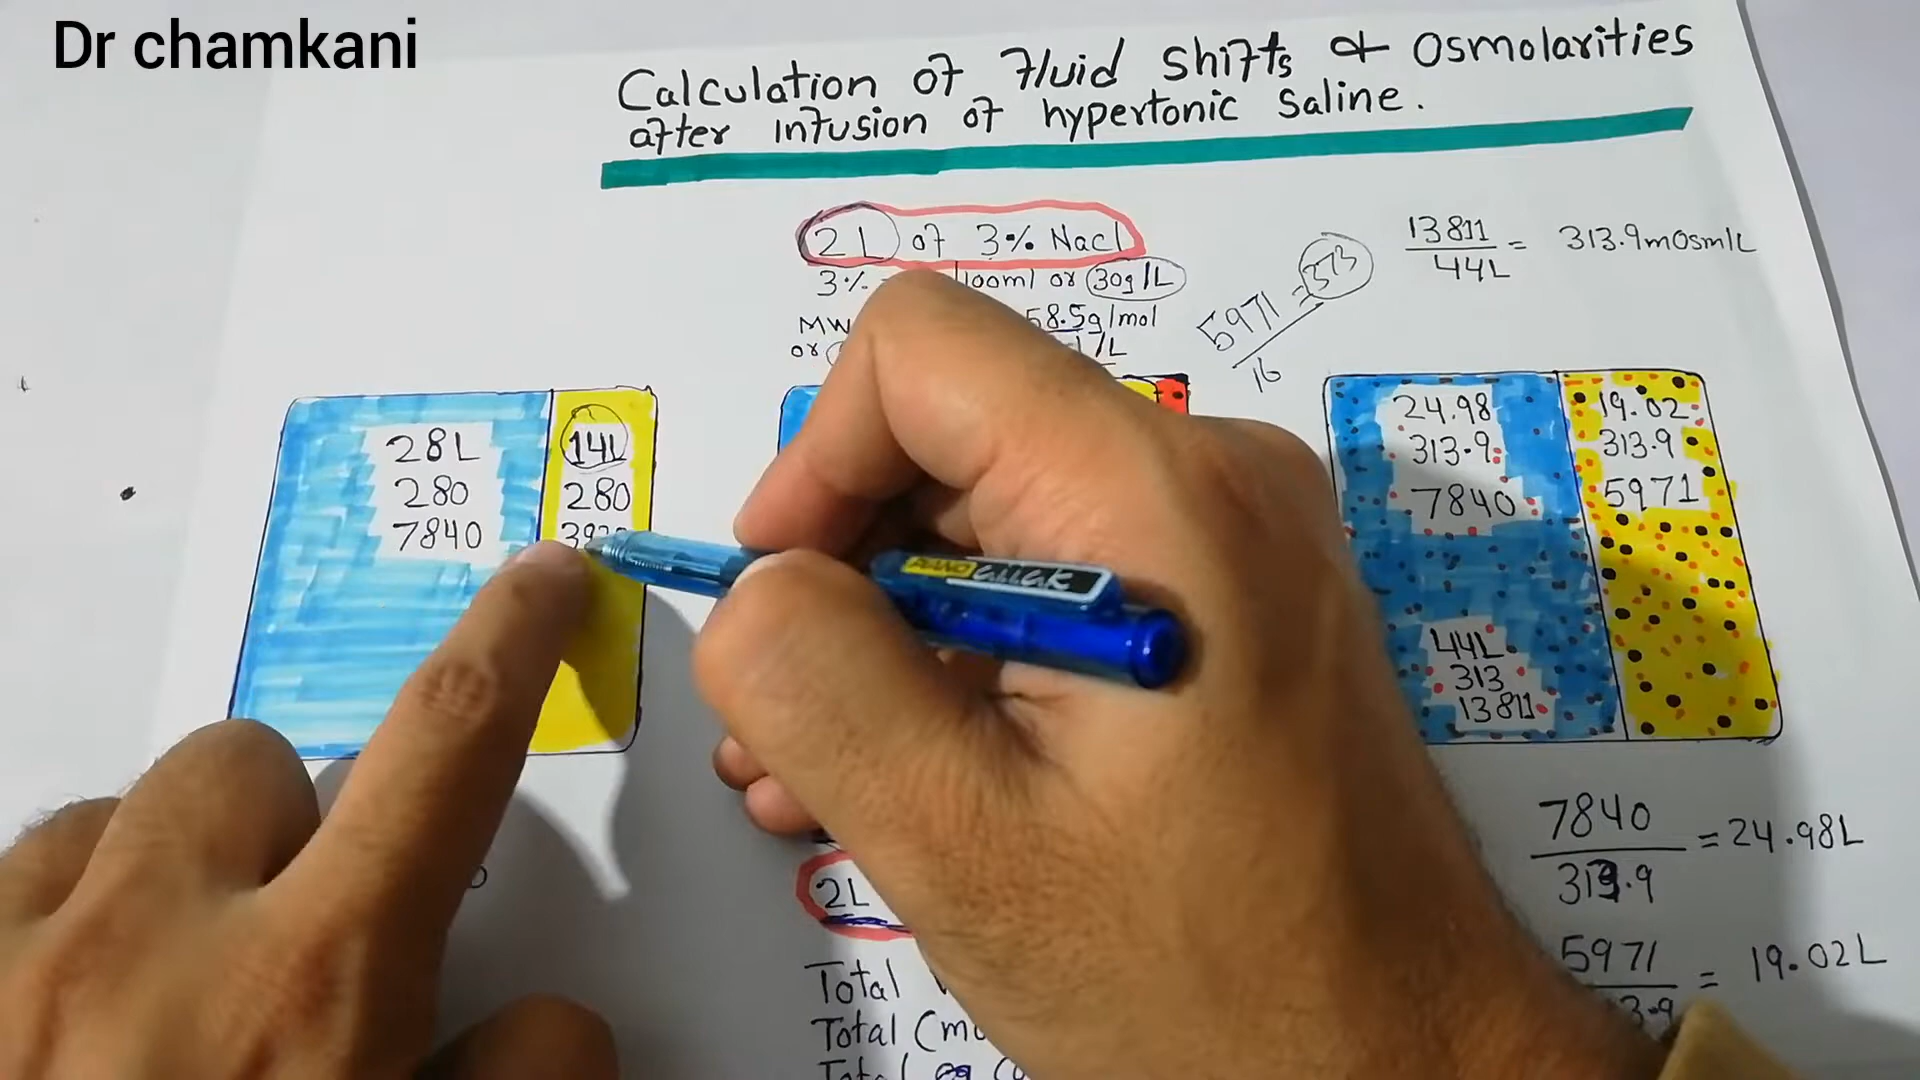 Dr chamkani
Calculation of Fluid Shifts & Osmolarities
after infusion of hypertonic Saline.
2 L of 3% Nacl
3% 100ml or 30g/L
MW 58.5g/mol
or /L
5971 = 373
16
13811 = 313.9mOsm/L
44L
28L
280
7840
14L
280
24.98
313.9
7840
19.02
313.9
5971
44L
313
13811
7840 = 24.98L
313.9
5971 = 19.02L
2L
Total
Total
Total